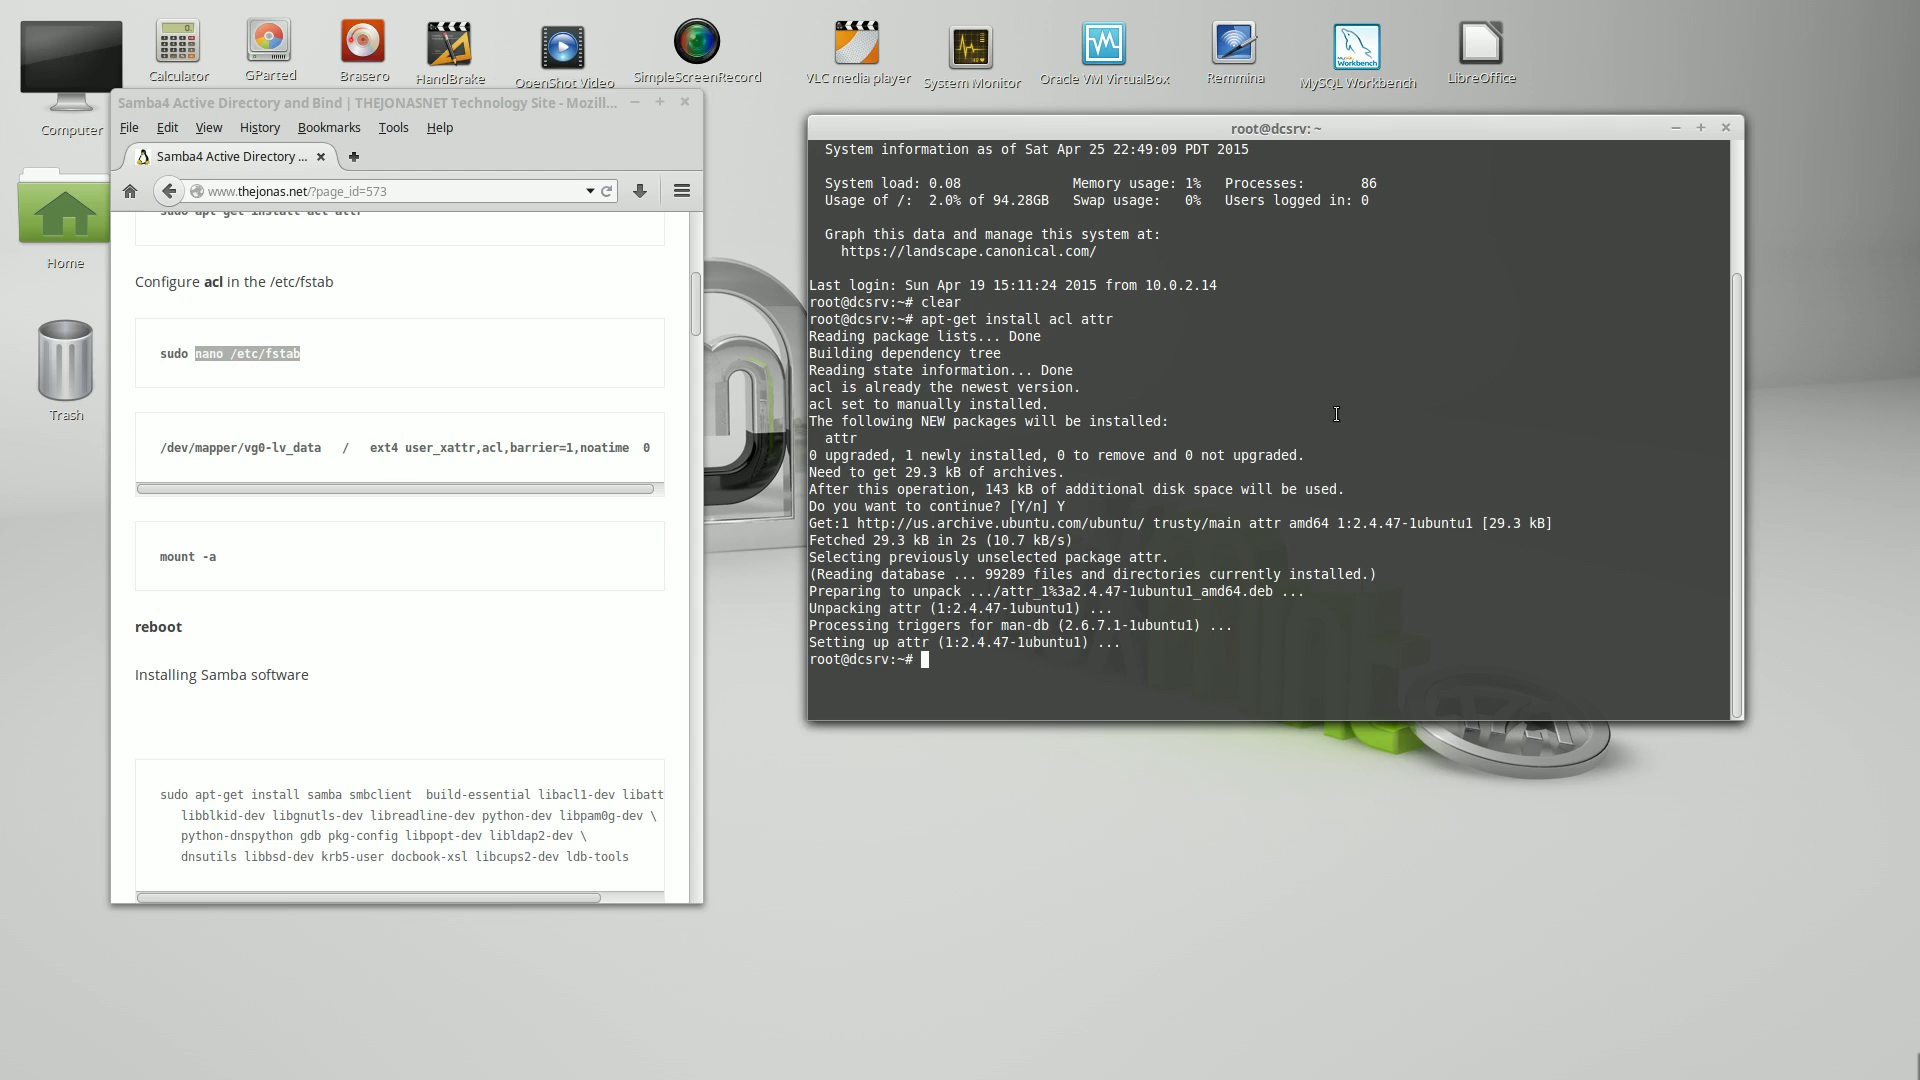 Calculator
GParted
Brasero
HandBrake
OpenShot Video
SimpleScreenRecord
VLC media player
System Monitor
Oracle VM VirtualBox
Remmina
MySQL Workbench
LibreOffice
Computer
Home
Trash
Samba4 Active Directory and Bind | THEJONASNET Technology Site - Mozill...
File Edit View History Bookmarks Tools Help
Samba4 Active Directory ...
www.thejonas.net/?page_id=573
sudo apt-get install acl attr
Configure acl in the /etc/fstab
sudo nano /etc/fstab
/dev/mapper/vg0-lv_data / ext4 user_xattr,acl,barrier=1,noatime 0
mount -a
reboot
Installing Samba software
sudo apt-get install samba smbclient build-essential libacl1-dev libatt
libblkid-dev libgnutls-dev libreadline-dev python-dev libpam0g-dev \
python-dnspython gdb pkg-config libpopt-dev libldap2-dev \
dnsutils libbsd-dev krb5-user docbook-xsl libcups2-dev ldb-tools
root@dcsrv: ~
System information as of Sat Apr 25 22:49:09 PDT 2015
System load: 0.08 Memory usage: 1% Processes: 86
Usage of /: 2.0% of 94.28GB Swap usage: 0% Users logged in: 0
Graph this data and manage this system at:
https://landscape.canonical.com/
Last login: Sun Apr 19 15:11:24 2015 from 10.0.2.14
root@dcsrv:~# clear
root@dcsrv:~# apt-get install acl attr
Reading package lists... Done
Building dependency tree
Reading state information... Done
acl is already the newest version.
acl set to manually installed.
The following NEW packages will be installed:
attr
0 upgraded, 1 newly installed, 0 to remove and 0 not upgraded.
Need to get 29.3 kB of archives.
After this operation, 143 kB of additional disk space will be used.
Do you want to continue? [Y/n] Y
Get:1 http://us.archive.ubuntu.com/ubuntu/ trusty/main attr amd64 1:2.4.47-1ubuntu1 [29.3 kB]
Fetched 29.3 kB in 2s (10.7 kB/s)
Selecting previously unselected package attr.
(Reading database ... 99289 files and directories currently installed.)
Preparing to unpack .../attr_1%3a2.4.47-1ubuntu1_amd64.deb ...
Unpacking attr (1:2.4.47-1ubuntu1) ...
Processing triggers for man-db (2.6.7.1-1ubuntu1) ...
Setting up attr (1:2.4.47-1ubuntu1) ...
root@dcsrv:~#